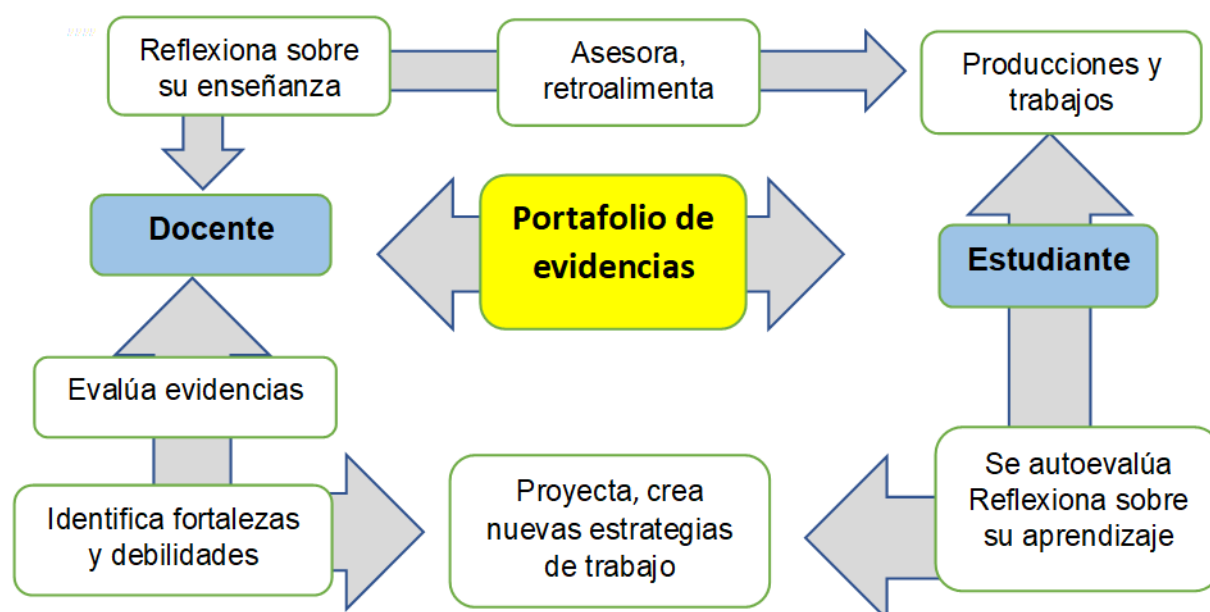 Reflexiona sobre
su enseñanza
Asesora,
retroalimenta
Producciones y
trabajos
Docente
Portafolio de
evidencias
Estudiante
Evalúa evidencias
Identifica fortalezas
y debilidades
Proyecta, crea
nuevas estrategias
de trabajo
Se autoevalúa
Reflexiona sobre
su aprendizaje